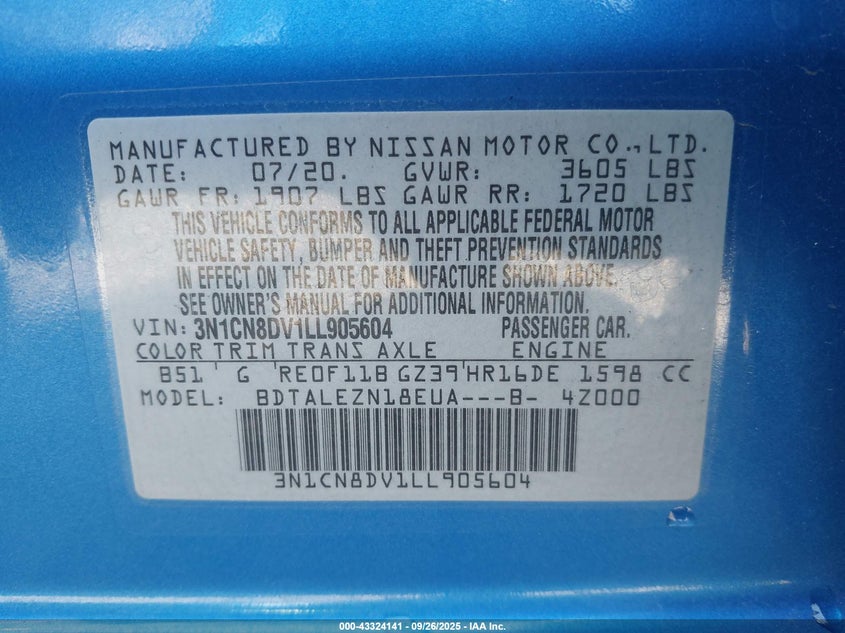 MANUFACTURED BY NISSAN MOTOR CO., LTD.
DATE: 07/20. GVWR: 3605 LBS
GAWR FR: 1907 LBS GAWR RR: 1720 LBS
THIS VEHICLE CONFORMS TO ALL APPLICABLE FEDERAL MOTOR
VEHICLE SAFETY, BUMPER AND THEFT PREVENTION STANDARDS
IN EFFECT ON THE DATE OF MANUFACTURE SHOWN ABOVE.
SEE OWNER'S MANUAL FOR ADDITIONAL INFORMATION.
VIN: 3N1CN8DV1LL905604 PASSENGER CAR.
COLOR TRIM TRANS AXLE ENGINE
B51 G RE0F11B GZ39 HR16DE 1598 CC
MODEL: BDTALEZN18EUA---B- 4Z000
3N1CN8DV1LL905604
000-43324141 - 09/26/2025 - IAA Inc.